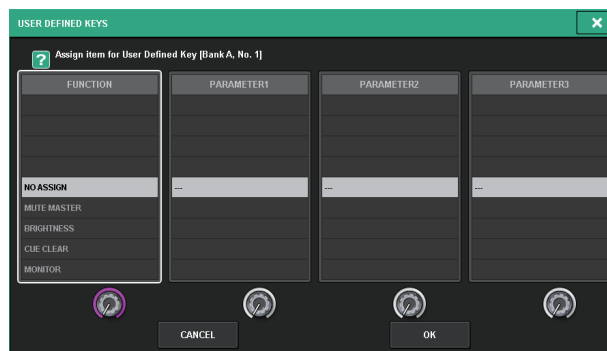 USER DEFINED KEYS
×
? Assign item for User Defined Key [Bank A, No. 1]
FUNCTION PARAMETER1 PARAMETER2 PARAMETER3
NO ASSIGN --- --- ---
MUTE MASTER
BRIGHTNESS
CUE CLEAR
MONITOR
CANCEL OK